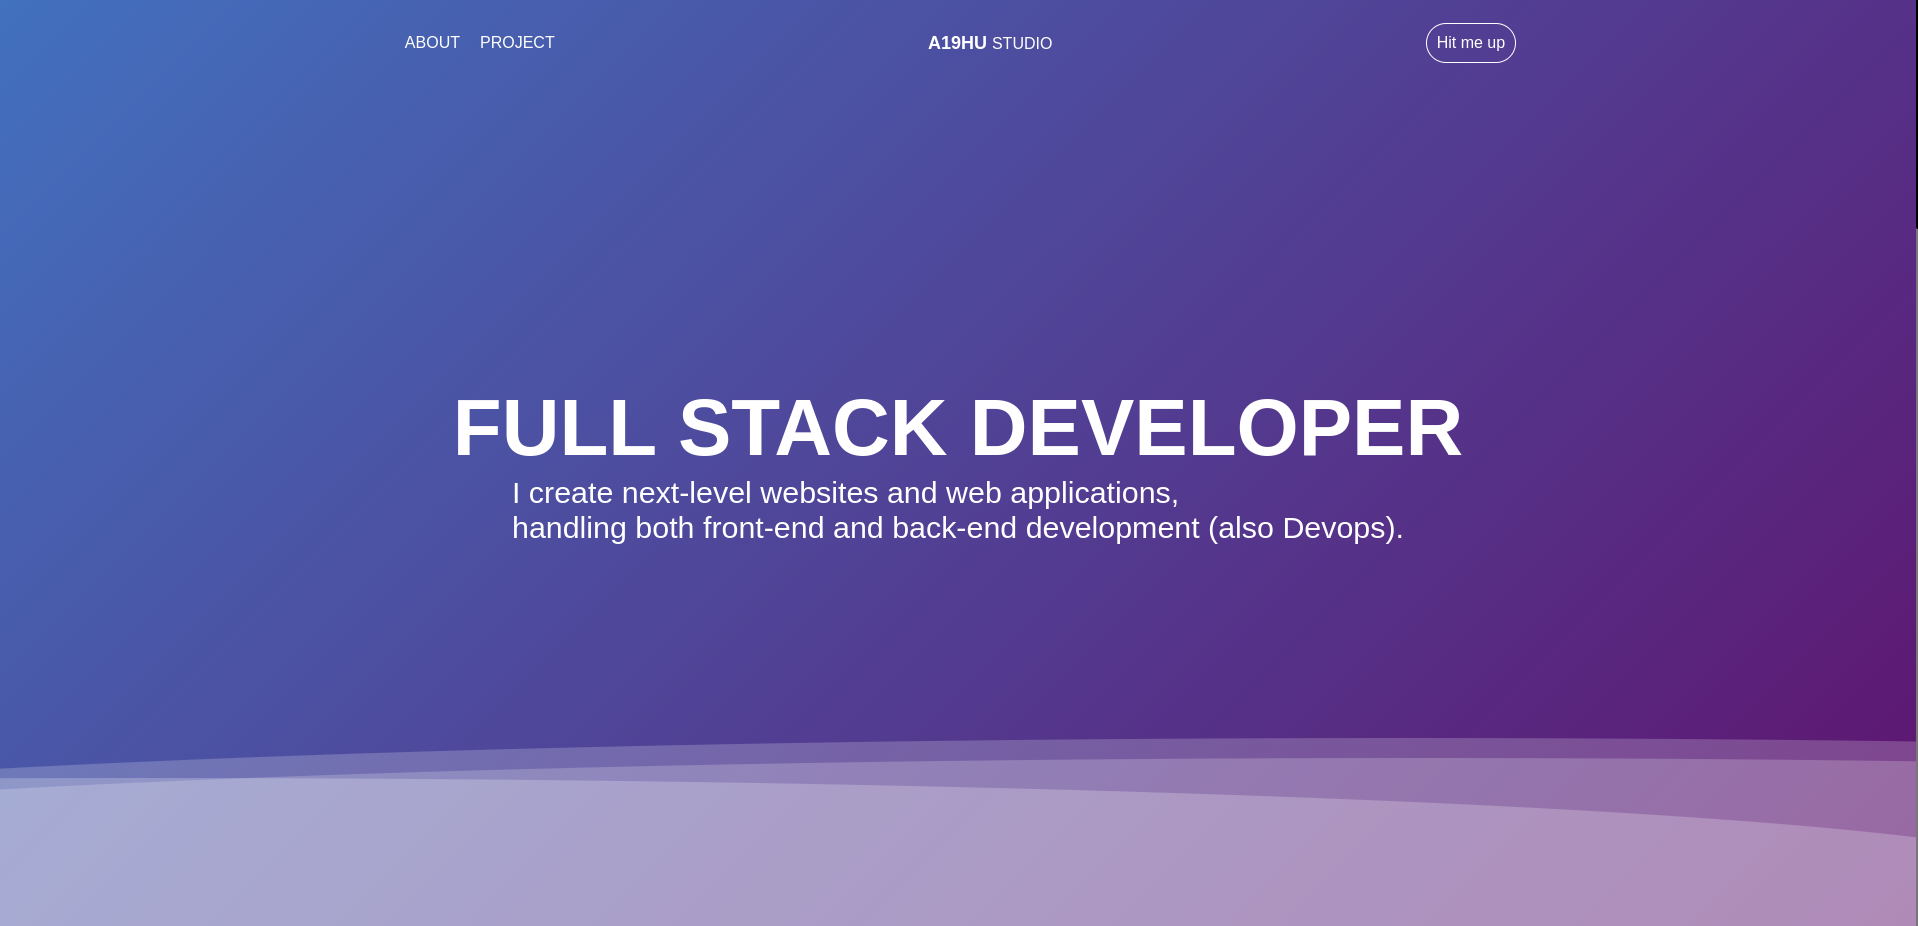 ABOUT PROJECT A19HU STUDIO Hit me up
FULL STACK DEVELOPER
I create next-level websites and web applications,
handling both front-end and back-end development (also Devops).